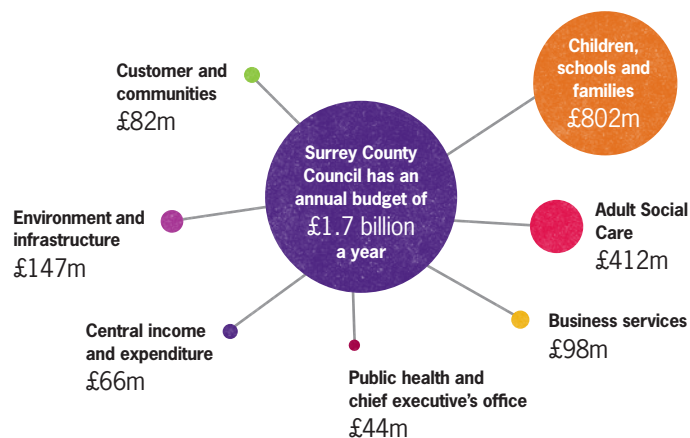 Children,
schools and
families
£802m
Customer and
communities
£82m
Surrey County
Council has an
annual budget of
£1.7 billion
a year
Environment and
infrastructure
£147m
Adult Social
Care
£412m
Central income
and expenditure
£66m
Business services
£98m
Public health and
chief executive's office
£44m